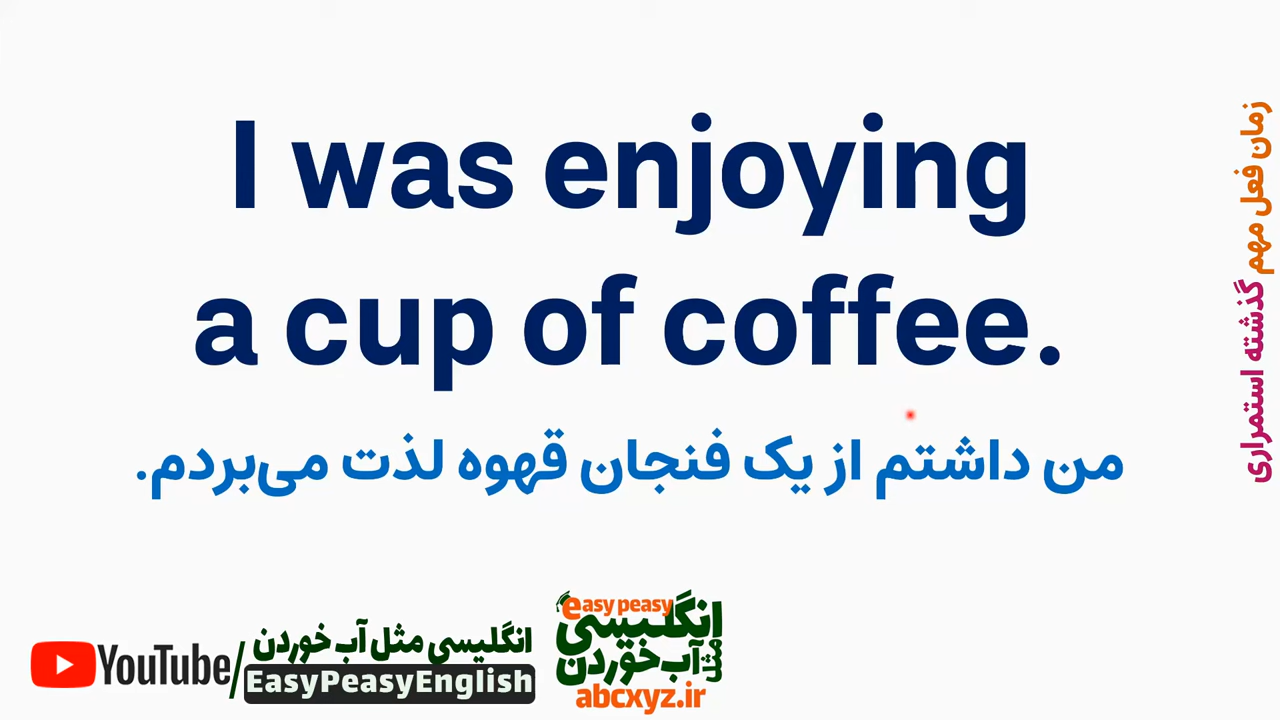 I was enjoying
a cup of coffee.
من داشتم از یک فنجان قهوه لذت می‌بردم.
زمان فعل مهم گذشته استمراری
YouTube/انگلیسی مثل آب خوردن
EasyPeasyEnglish
easy peasy
انگلیسی
مثل آب خوردن
abcxyz.ir